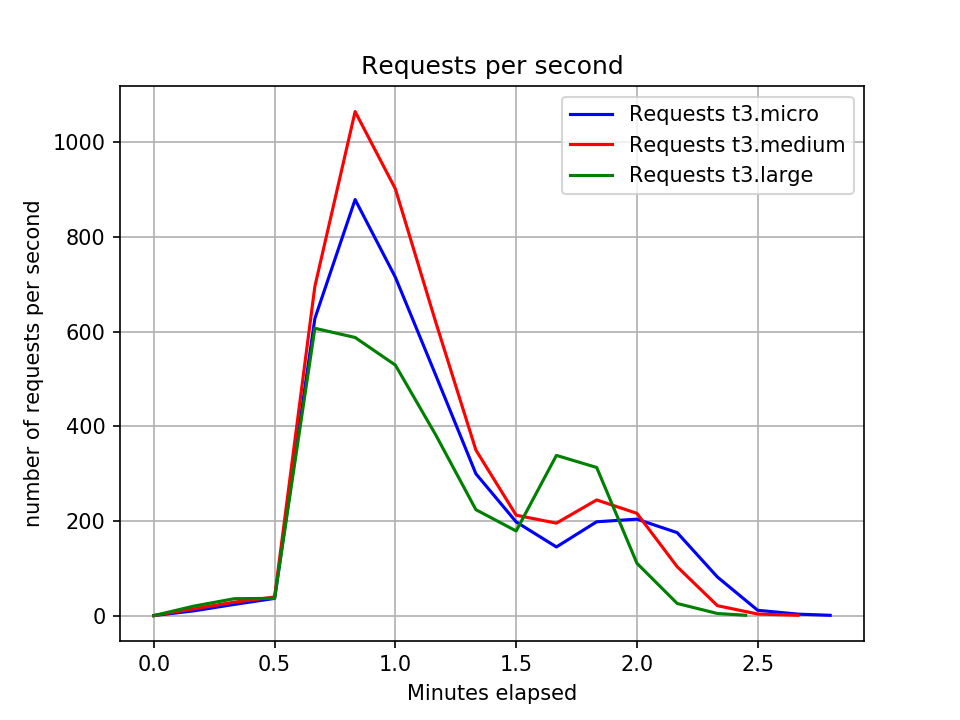 Requests per second
Requests t3.micro
Requests t3.medium
Requests t3.large
number of requests per second
1000
800
600
400
200
0
0.0 0.5 1.0 1.5 2.0 2.5
Minutes elapsed